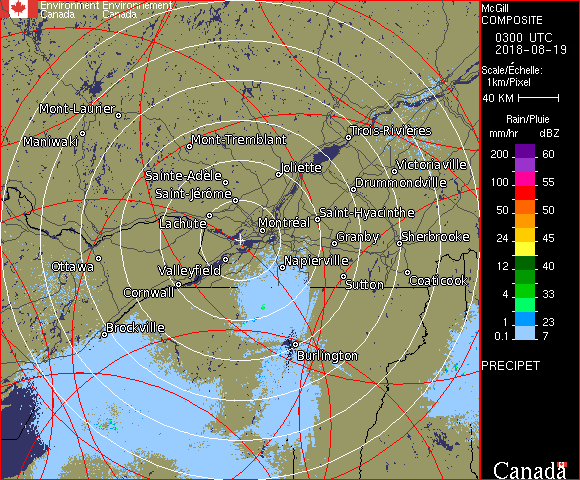 Environment Environnement
Canada Canada
McGill
COMPOSITE
0300 UTC
2018-08-19
Scale/Échelle:
1km/Pixel
40 KM
Rain/Pluie
mm/hr dBZ
200 60
150 57
100 55
50 50
24 45
12 40
4 33
1 23
0.1 7
PRECIPET
Canada
Mont-Laurier
Maniwaki
Mont-Tremblant
Trois-Rivières
Sainte-Adèle
Joliette
Victoriaville
Saint-Jérôme
Drummondville
Lachute
Montréal
Saint-Hyacinthe
Granby
Sherbrooke
Ottawa
Valleyfield
Napierville
Cornwall
Sutton
Coaticook
Brockville
Burlington